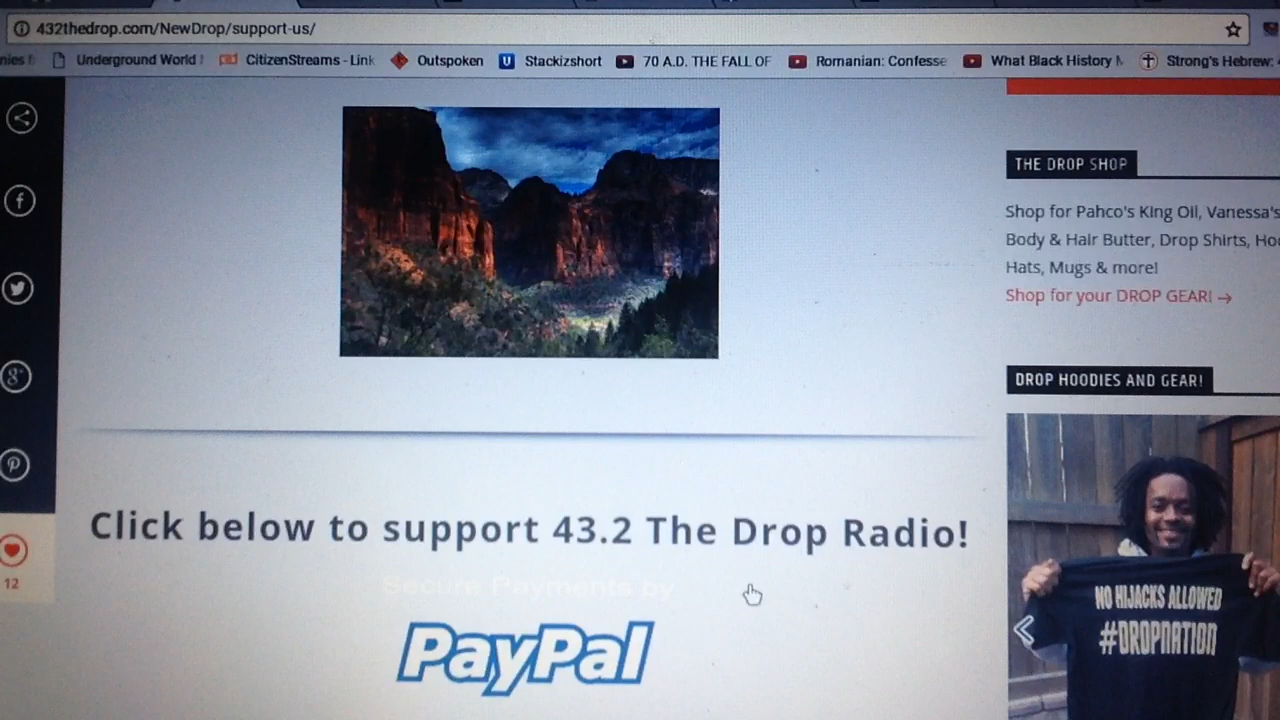 432thedrop.com/NewDrop/support-us/
Underground World
CitizenStreams - Link
Outspoken
Stackizshort
70 A.D. THE FALL OF
Romanian: Confesse
What Black History
Strong's Hebrew:
THE DROP SHOP
Shop for Pahco's King Oil, Vanessa's
Body & Hair Butter, Drop Shirts,
Hats, Mugs & more!
Shop for your DROP GEAR! →
DROP HOODIES AND GEAR!
NO HIJACKS ALLOWED
#DROPNATION
Click below to support 43.2 The Drop Radio!
Secure Payments by
PayPal
12